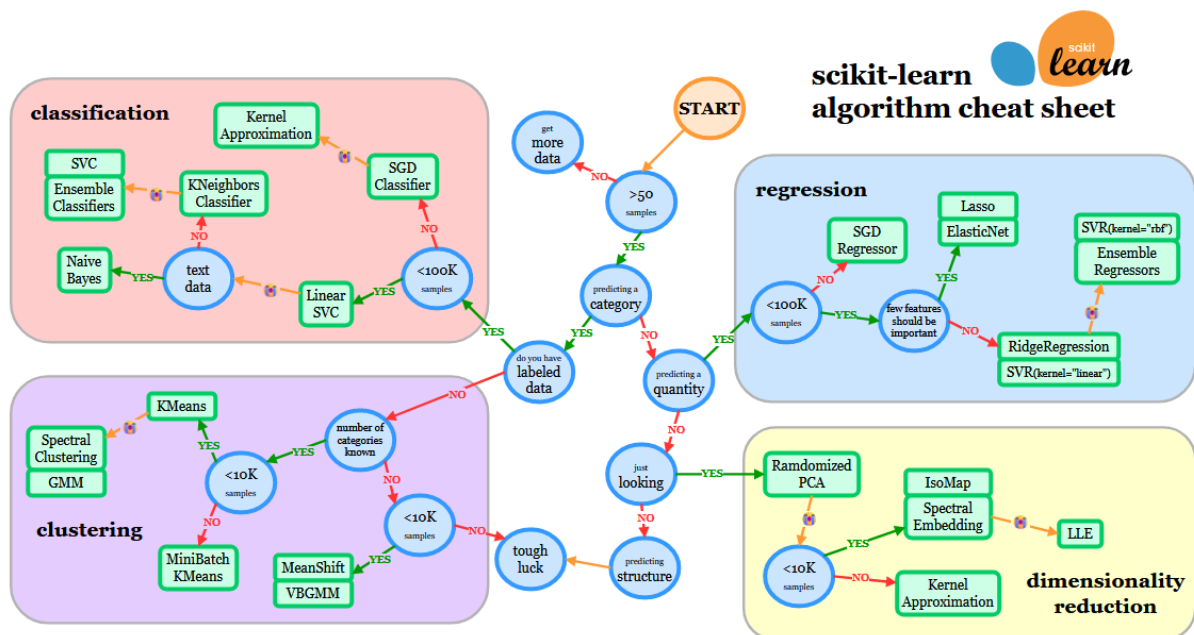 scikit
learn
scikit-learn
algorithm cheat sheet
START
get
more
data
NO
>50
samples
YES
predicting a
category
YES
NO
do you have
labeled
data
YES
NO
predicting a
quantity
YES
NO
just
looking
YES
NO
predicting
structure
tough
luck
classification
Kernel
Approximation
SGD
Classifier
NO
<100K
samples
YES
Linear
SVC
text
data
YES
Naive
Bayes
NO
KNeighbors
Classifier
SVC
Ensemble
Classifiers
clustering
number of
categories
known
YES
NO
<10K
samples
YES
KMeans
Spectral
Clustering
GMM
NO
MiniBatch
KMeans
<10K
samples
YES
MeanShift
VBGMM
NO
regression
<100K
samples
NO
SGD
Regressor
YES
few features
should be
important
YES
Lasso
ElasticNet
NO
RidgeRegression
SVR(kernel="linear")
SVR(kernel="rbf")
Ensemble
Regressors
dimensionality
reduction
Randomized
PCA
<10K
samples
YES
IsoMap
Spectral
Embedding
LLE
NO
Kernel
Approximation